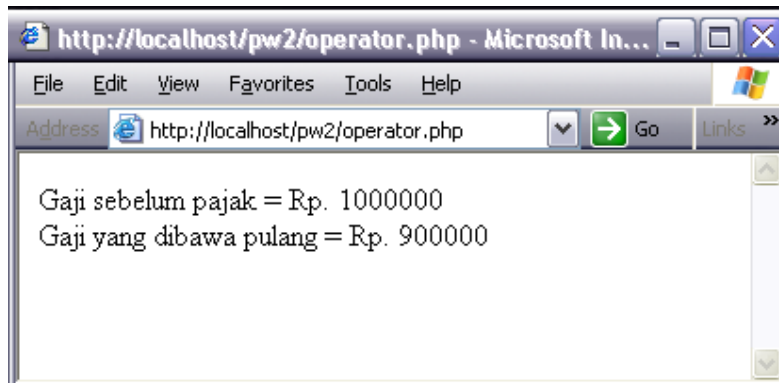 http://localhost/pw2/operator.php - Microsoft In...
File Edit View Favorites Tools Help
Address http://localhost/pw2/operator.php Go Links »
Gaji sebelum pajak = Rp. 1000000
Gaji yang dibawa pulang = Rp. 900000